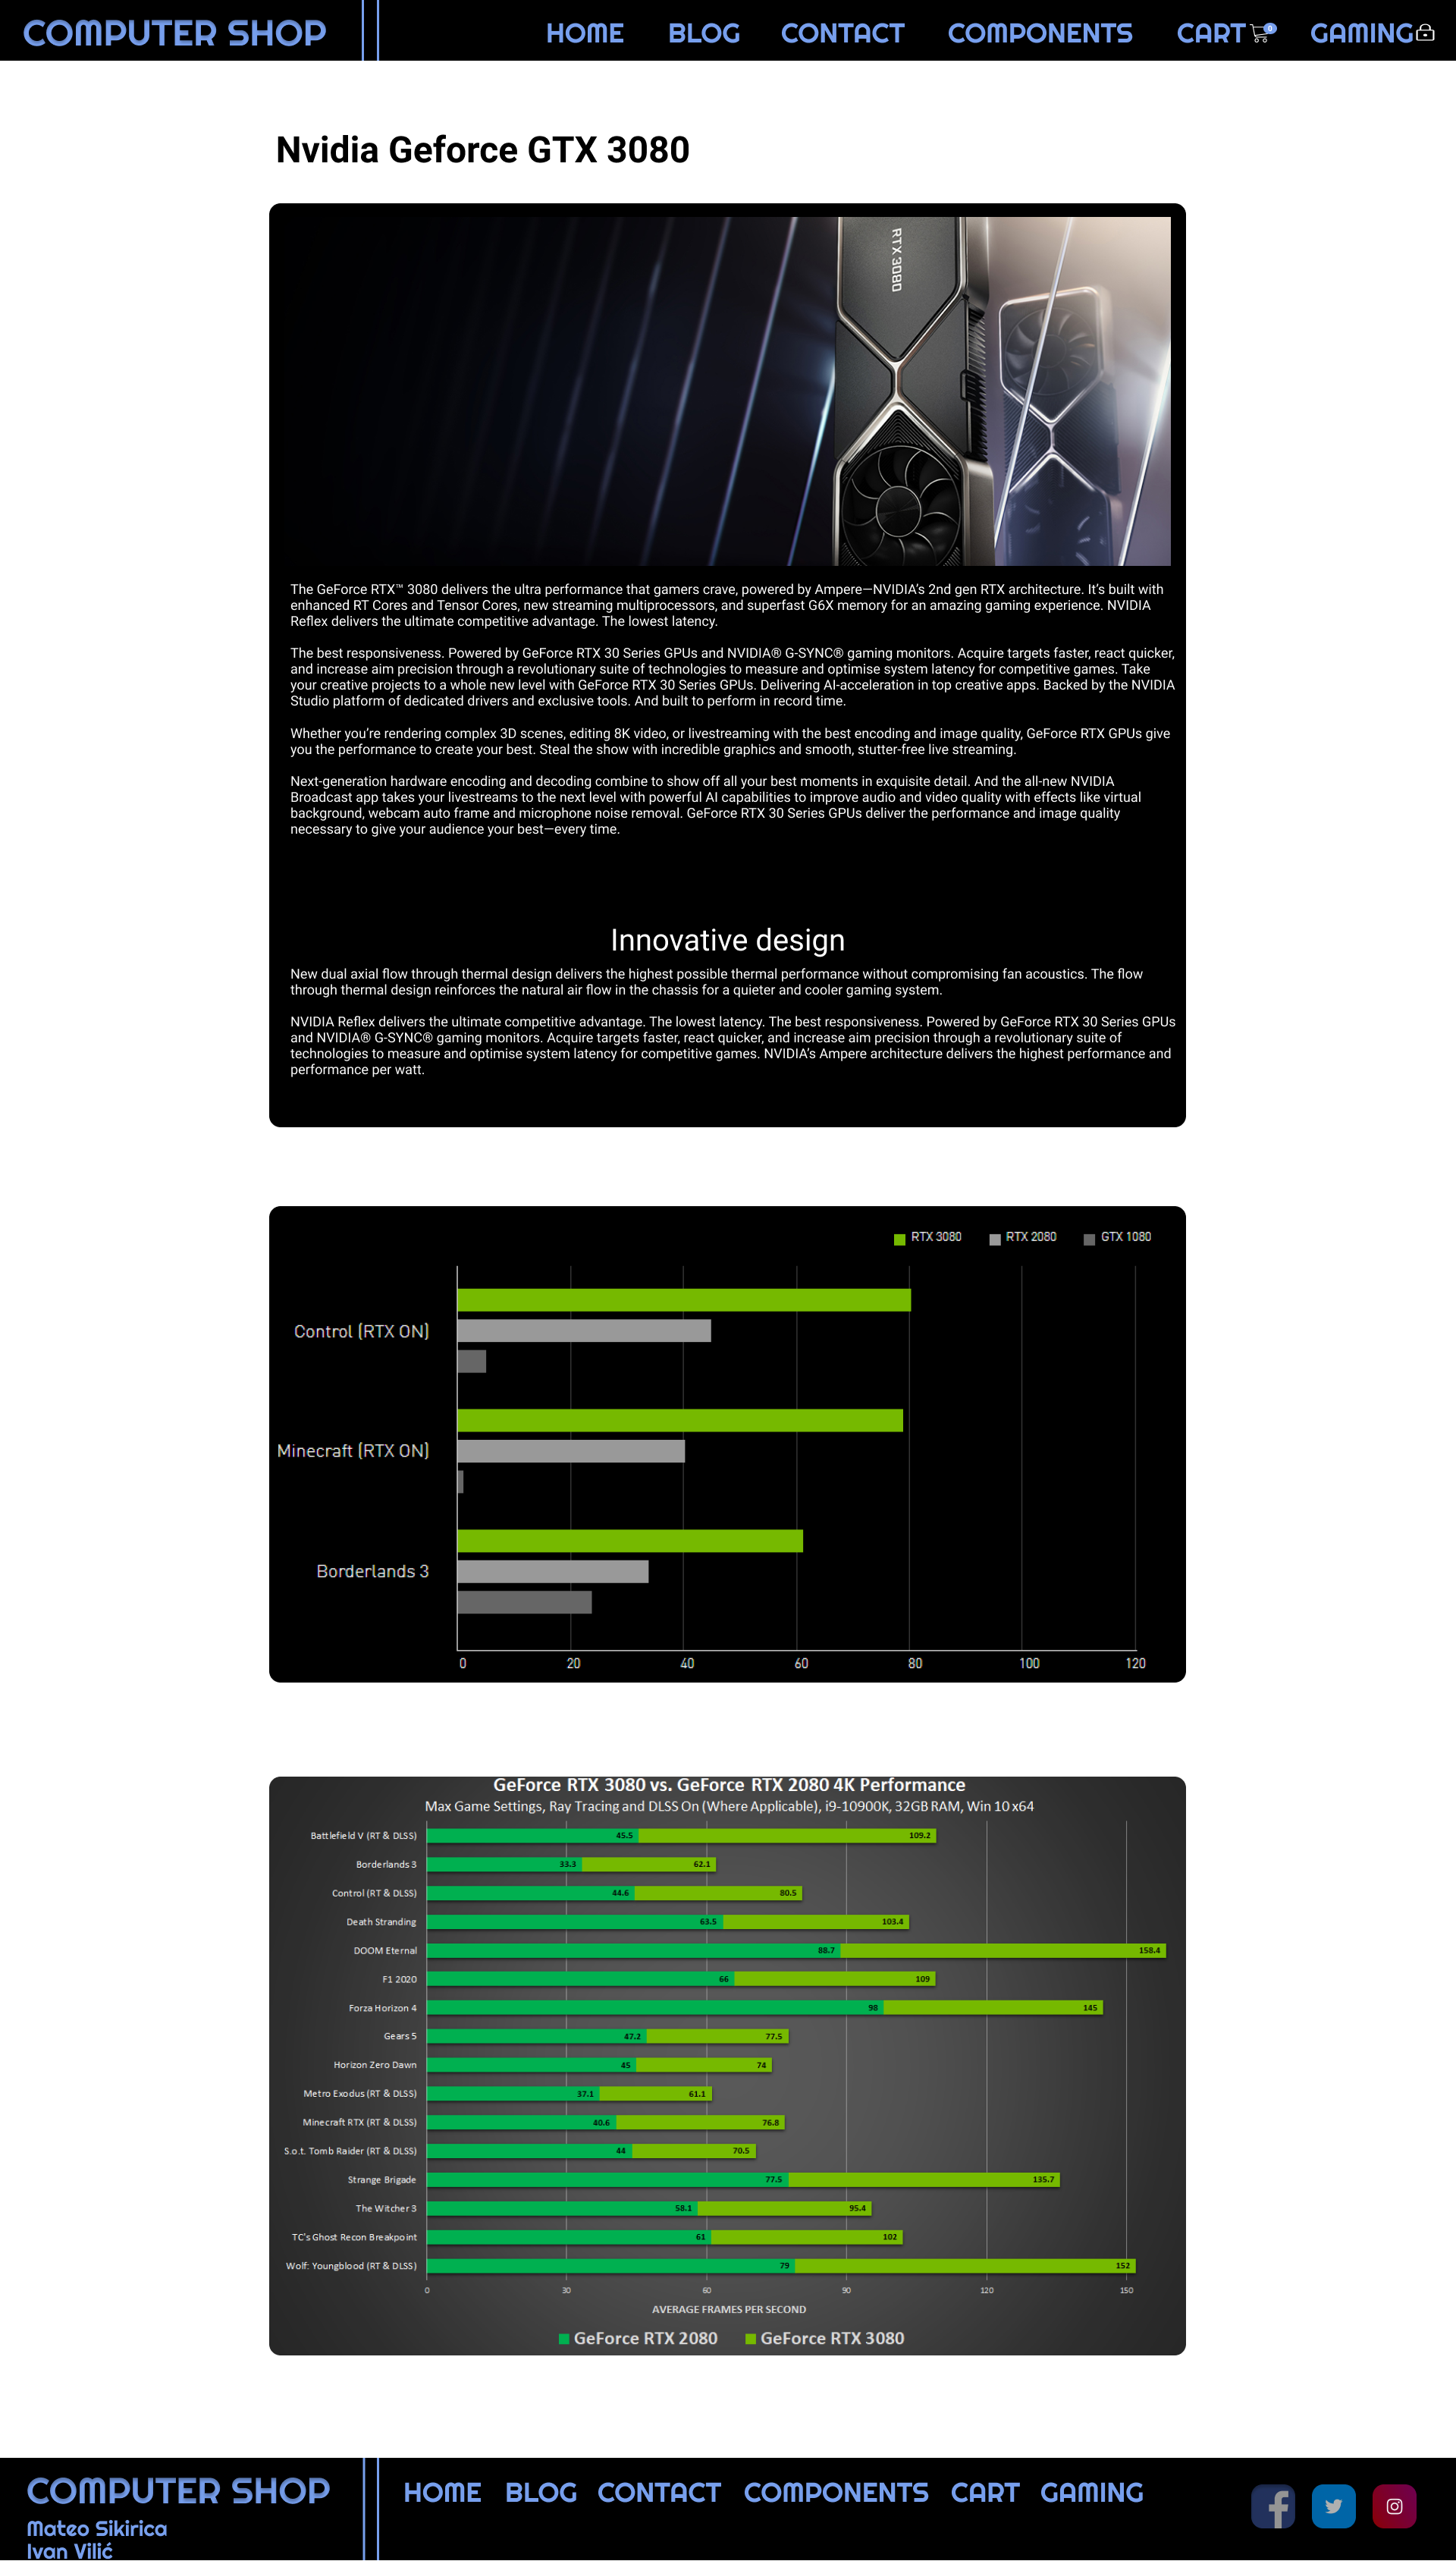 COMPUTER SHOP
HOME BLOG CONTACT COMPONENTS CART 0 GAMING
Nvidia Geforce GTX 3080
RTX 3080
The GeForce RTX™ 3080 delivers the ultra performance that gamers crave, powered by Ampere—NVIDIA's 2nd gen RTX architecture. It's built with
enhanced RT Cores and Tensor Cores, new streaming multiprocessors, and superfast G6X memory for an amazing gaming experience. NVIDIA
Reflex delivers the ultimate competitive advantage. The lowest latency.
The best responsiveness. Powered by GeForce RTX 30 Series GPUs and NVIDIA® G-SYNC® gaming monitors. Acquire targets faster, react quicker,
and increase aim precision through a revolutionary suite of technologies to measure and optimise system latency for competitive games. Take
your creative projects to a whole new level with GeForce RTX 30 Series GPUs. Delivering AI-acceleration in top creative apps. Backed by the NVIDIA
Studio platform of dedicated drivers and exclusive tools. And built to perform in record time.
Whether you're rendering complex 3D scenes, editing 8K video, or livestreaming with the best encoding and image quality, GeForce RTX GPUs give
you the performance to create your best. Steal the show with incredible graphics and smooth, stutter-free live streaming.
Next-generation hardware encoding and decoding combine to show off all your best moments in exquisite detail. And the all-new NVIDIA
Broadcast app takes your livestreams to the next level with powerful AI capabilities to improve audio and video quality with effects like virtual
background, webcam auto frame and microphone noise removal. GeForce RTX 30 Series GPUs deliver the performance and image quality
necessary to give your audience your best—every time.
Innovative design
New dual axial flow through thermal design delivers the highest possible thermal performance without compromising fan acoustics. The flow
through thermal design reinforces the natural air flow in the chassis for a quieter and cooler gaming system.
NVIDIA Reflex delivers the ultimate competitive advantage. The lowest latency. The best responsiveness. Powered by GeForce RTX 30 Series GPUs
and NVIDIA® G-SYNC® gaming monitors. Acquire targets faster, react quicker, and increase aim precision through a revolutionary suite of
technologies to measure and optimise system latency for competitive games. NVIDIA's Ampere architecture delivers the highest performance and
performance per watt.
RTX 3080 RTX 2080 GTX 1080
Control (RTX ON)
Minecraft (RTX ON)
Borderlands 3
0 20 40 60 80 100 120
GeForce RTX 3080 vs. GeForce RTX 2080 4K Performance
Max Game Settings, Ray Tracing and DLSS On (Where Applicable), i9-10900K, 32GB RAM, Win 10 x64
Battlefield V (RT & DLSS) 45.5 109.2
Borderlands 3 33.3 62.1
Control (RT & DLSS) 44.6 80.5
Death Stranding 63.5 103.4
DOOM Eternal 88.7 158.4
F1 2020 66 109
Forza Horizon 4 98 145
Gears 5 47.2 77.5
Horizon Zero Dawn 45 74
Metro Exodus (RT & DLSS) 37.1 61.1
Minecraft RTX (RT & DLSS) 40.6 76.8
S.o.t. Tomb Raider (RT & DLSS) 44 70.5
Strange Brigade 77.5 135.7
The Witcher 3 58.1 95.4
TC's Ghost Recon Breakpoint 61 102
Wolf: Youngblood (RT & DLSS) 79 152
0 30 60 90 120 150
AVERAGE FRAMES PER SECOND
GeForce RTX 2080 GeForce RTX 3080
COMPUTER SHOP
HOME BLOG CONTACT COMPONENTS CART GAMING
Mateo Sikirica
Ivan Vilić